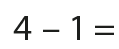 4 – 1 =